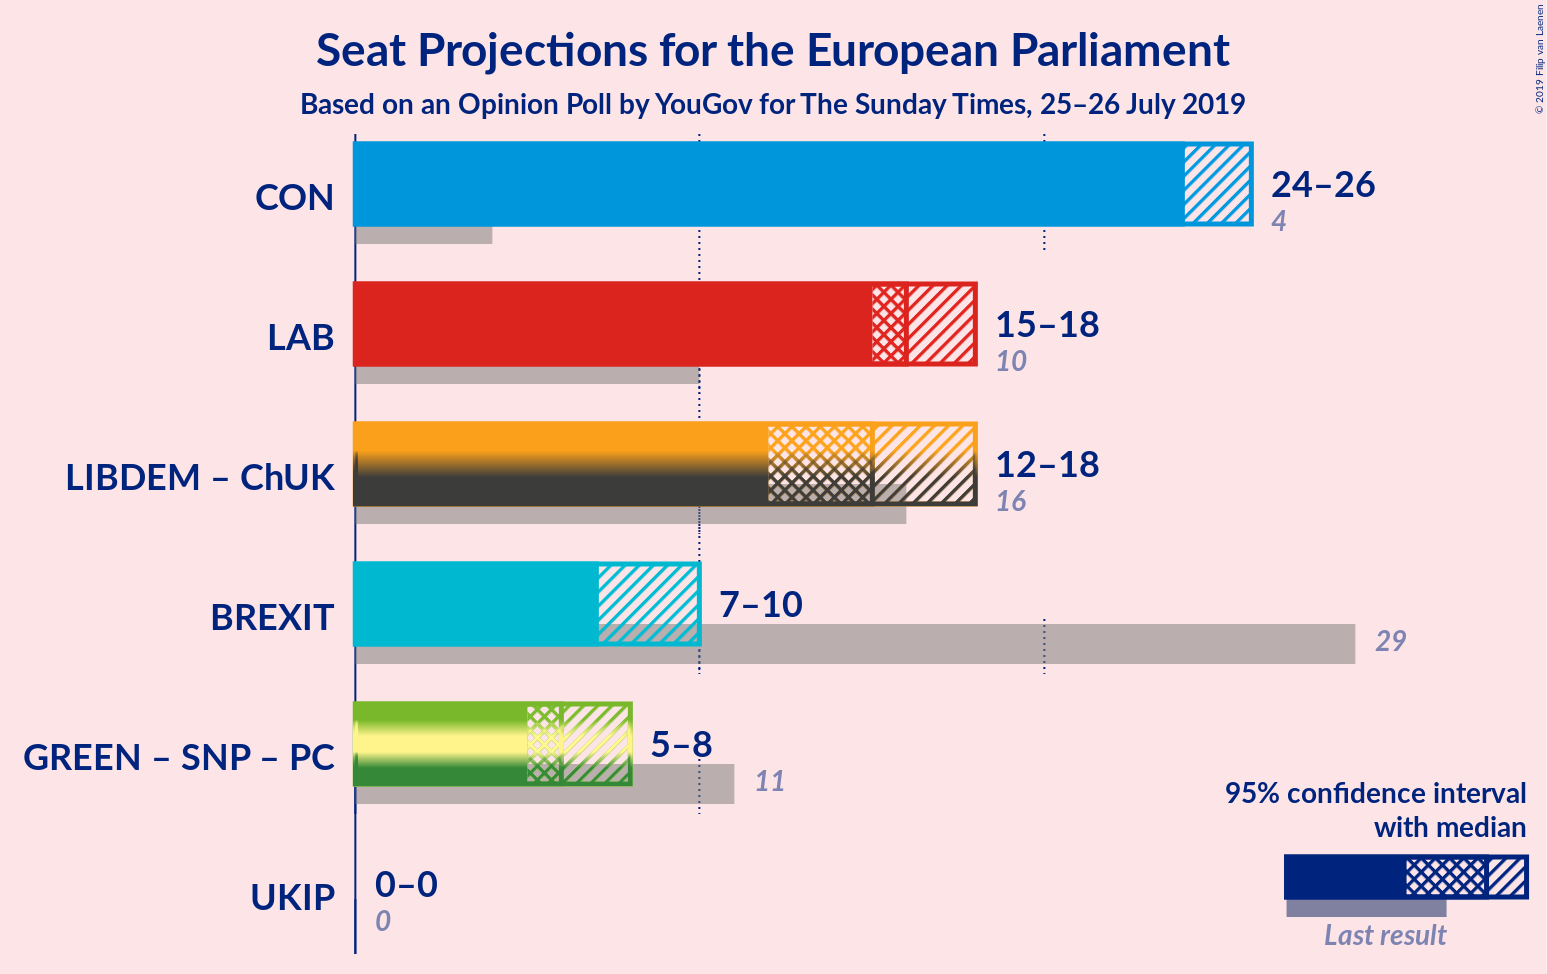 Seat Projections for the European Parliament
Based on an Opinion Poll by YouGov for The Sunday Times, 25–26 July 2019
© 2019 Filip van Laenen
CON
24–26
4
LAB
15–18
10
LIBDEM – ChUK
12–18
16
BREXIT
7–10
29
GREEN – SNP – PC
5–8
11
UKIP
0–0
0
95% confidence interval
with median
Last result